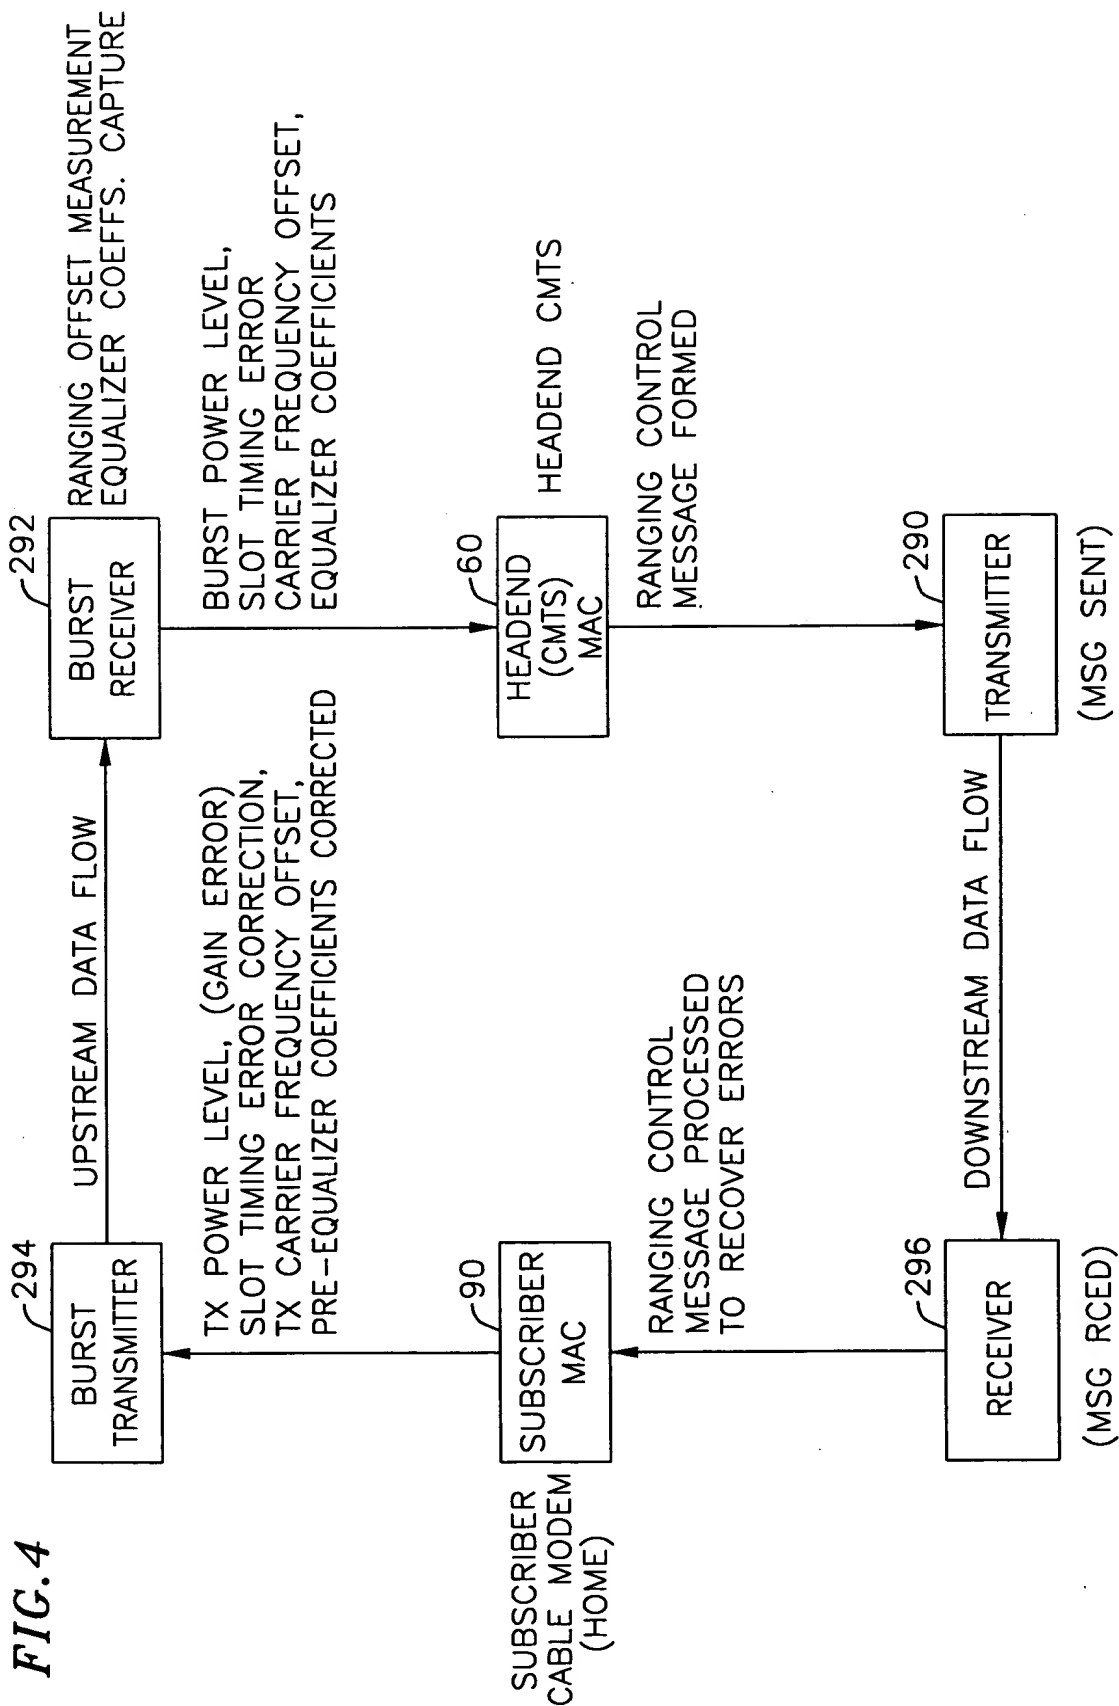 FIG.4
294
BURST
TRANSMITTER
UPSTREAM DATA FLOW
292
BURST
RECEIVER
RANGING OFFSET MEASUREMENT
EQUALIZER COEFFS. CAPTURE
TX POWER LEVEL, (GAIN ERROR)
SLOT TIMING ERROR CORRECTION,
TX CARRIER FREQUENCY OFFSET,
PRE-EQUALIZER COEFFICIENTS CORRECTED
BURST POWER LEVEL,
SLOT TIMING ERROR
CARRIER FREQUENCY OFFSET,
EQUALIZER COEFFICIENTS
SUBSCRIBER
CABLE MODEM
(HOME)
90
SUBSCRIBER
MAC
60
HEADEND
(CMTS)
MAC
HEADEND CMTS
RANGING CONTROL
MESSAGE PROCESSED
TO RECOVER ERRORS
RANGING CONTROL
MESSAGE FORMED
296
RECEIVER
(MSG RCED)
DOWNSTREAM DATA FLOW
290
TRANSMITTER
(MSG SENT)